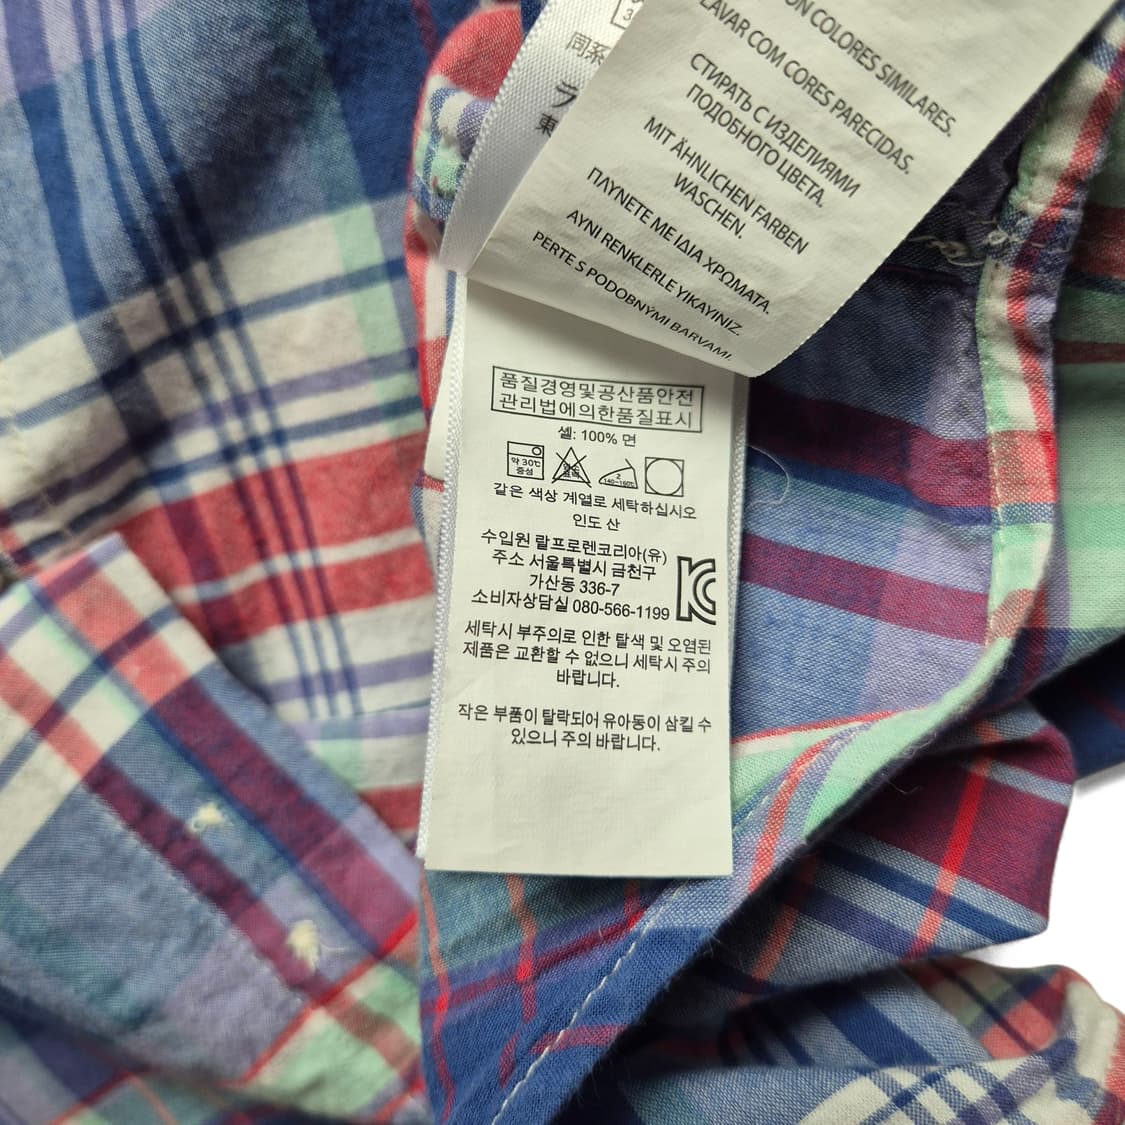 3
同系
ラ
東
ON COLORES SIMILARES.
LAVAR COM CORES PARECIDAS.
СТИРАТЬ С ИЗДЕЛИЯМИ
ПОДОБНОГО ЦВЕТА.
MIT ÄHNLICHEN FARBEN
WASCHEN.
ΠΛΥΝΕΤΕ ΜΕ ΙΔΙΑ ΧΡΩΜΑΤΑ.
AYNI RENKLERLE YIKAYINIZ.
PERTE S PODOBNÝMI BARVAMI.
품질경영및공산품안전
관리법에의한품질표시
셀: 100% 면
약 30℃
중성
2
140~160℃
같은 색상 계열로 세탁하십시오
인도 산
수입원 랄프로렌코리아(유)
주소 서울특별시 금천구
가산동 336-7
소비자상담실 080-566-1199
세탁시 부주의로 인한 탈색 및 오염된
제품은 교환할 수 없으니 세탁시 주의
바랍니다.
작은 부품이 탈락되어 유아동이 삼킬 수
있으니 주의 바랍니다.